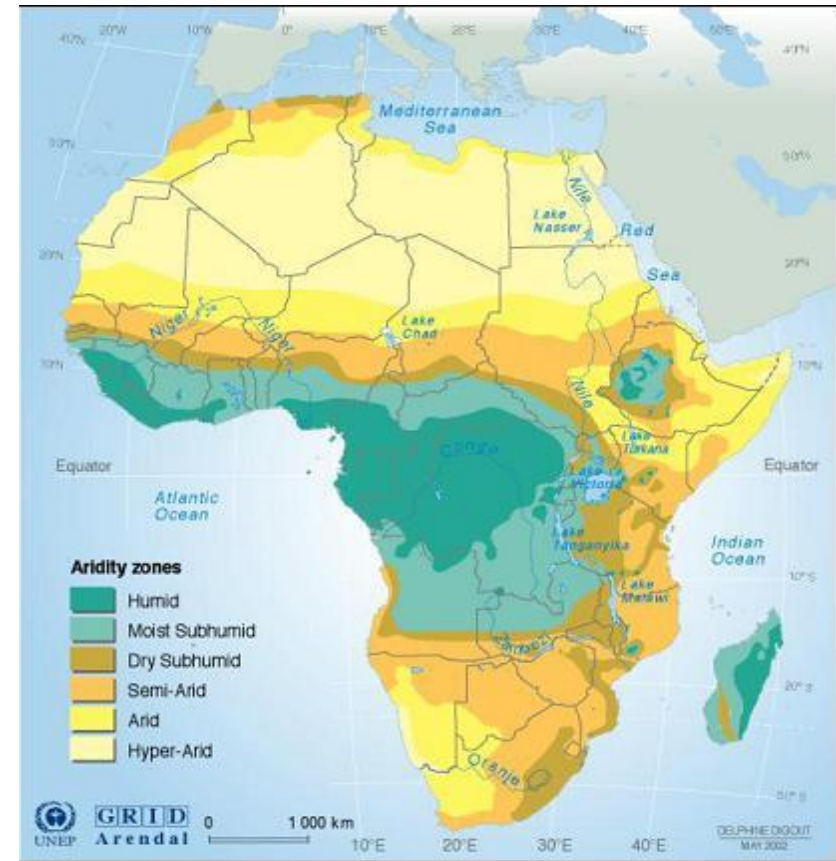 40°N 20°W 10°W 0° 10°E 20°E 30°E 40°E 50°E 40°N
Mediterranean
Sea
30°N
30°N
Nile
Lake
Nasser
Red
Sea
20°N
20°N
Niger
Niger
Lake
Chad
10°N
10°N
Nile
Lake
Turkana
Equator
Congo
Lake
Victoria
Equator
Atlantic
Ocean
Lake
Tanganyika
Indian
Ocean
10°S
Lake
Malawi
Zambezi
20°S
Oranje
30°S
Aridity zones
Humid
Moist Subhumid
Dry Subhumid
Semi-Arid
Arid
Hyper-Arid
UNEP
GRID
Arendal
0 1 000 km
10°E 20°E 30°E 40°E
DELPHINE DIGOUT
MAY 2002